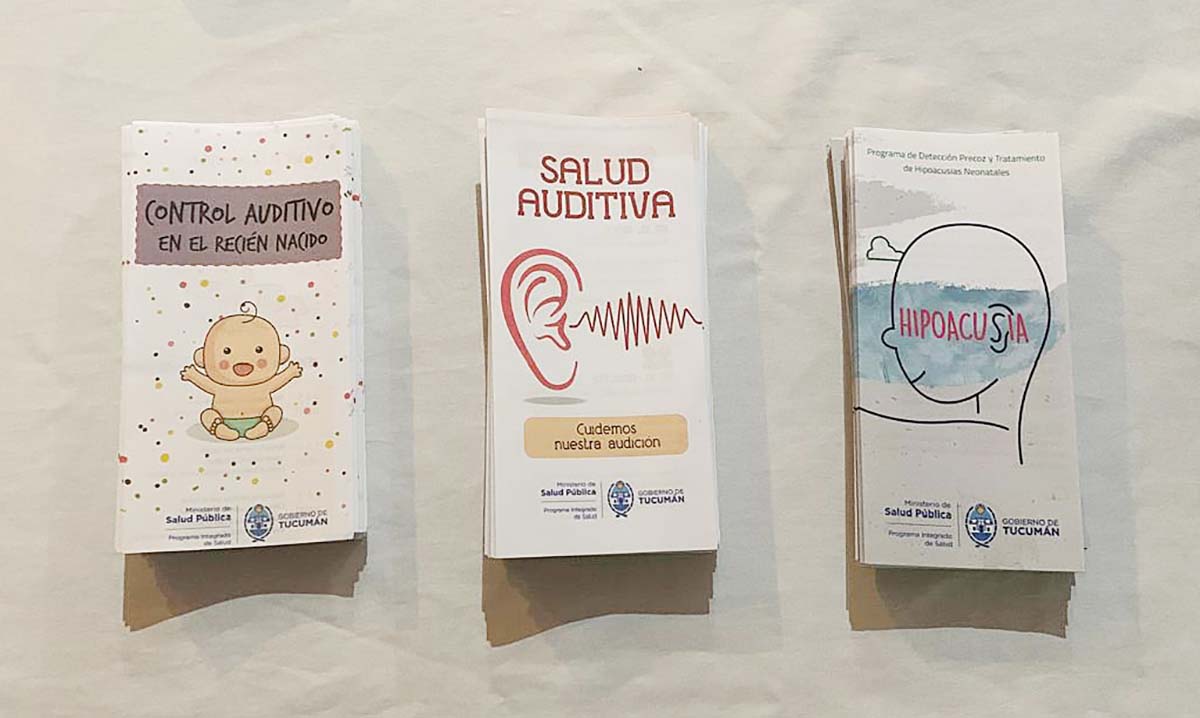 CONTROL AUDITIVO
EN EL RECIÉN NACIDO
Ministerio de
Salud Pública
Programa Integrado
de Salud
GOBIERNO DE
TUCUMÁN
SALUD
AUDITIVA
Cuidemos
nuestra audición
Ministerio de
Salud Pública
Programa Integrado
de Salud
GOBIERNO DE
TUCUMÁN
Programa de Detección Precoz y Tratamiento
de Hipoacusias Neonatales
HIPOACUSIA
Ministerio de
Salud Pública
Programa Integrado
de Salud
GOBIERNO DE
TUCUMÁN